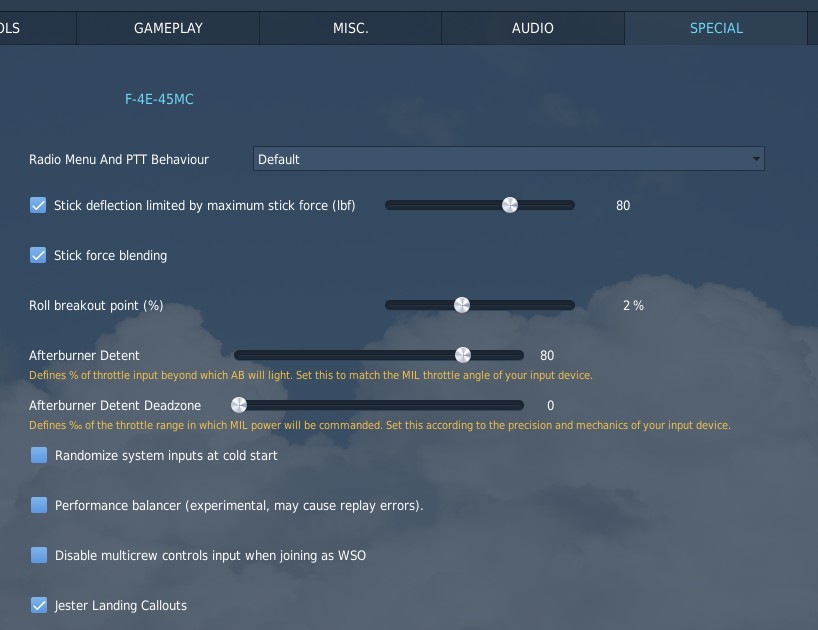 OLS GAMEPLAY MISC. AUDIO SPECIAL
F-4E-45MC
Radio Menu And PTT Behaviour Default
Stick deflection limited by maximum stick force (lbf) 80
Stick force blending
Roll breakout point (%) 2 %
Afterburner Detent 80
Defines % of throttle input beyond which AB will light. Set this to match the MIL throttle angle of your input device.
Afterburner Detent Deadzone 0
Defines ‰ of the throttle range in which MIL power will be commanded. Set this according to the precision and mechanics of your input device.
Randomize system inputs at cold start
Performance balancer (experimental, may cause replay errors).
Disable multicrew controls input when joining as WSO
Jester Landing Callouts